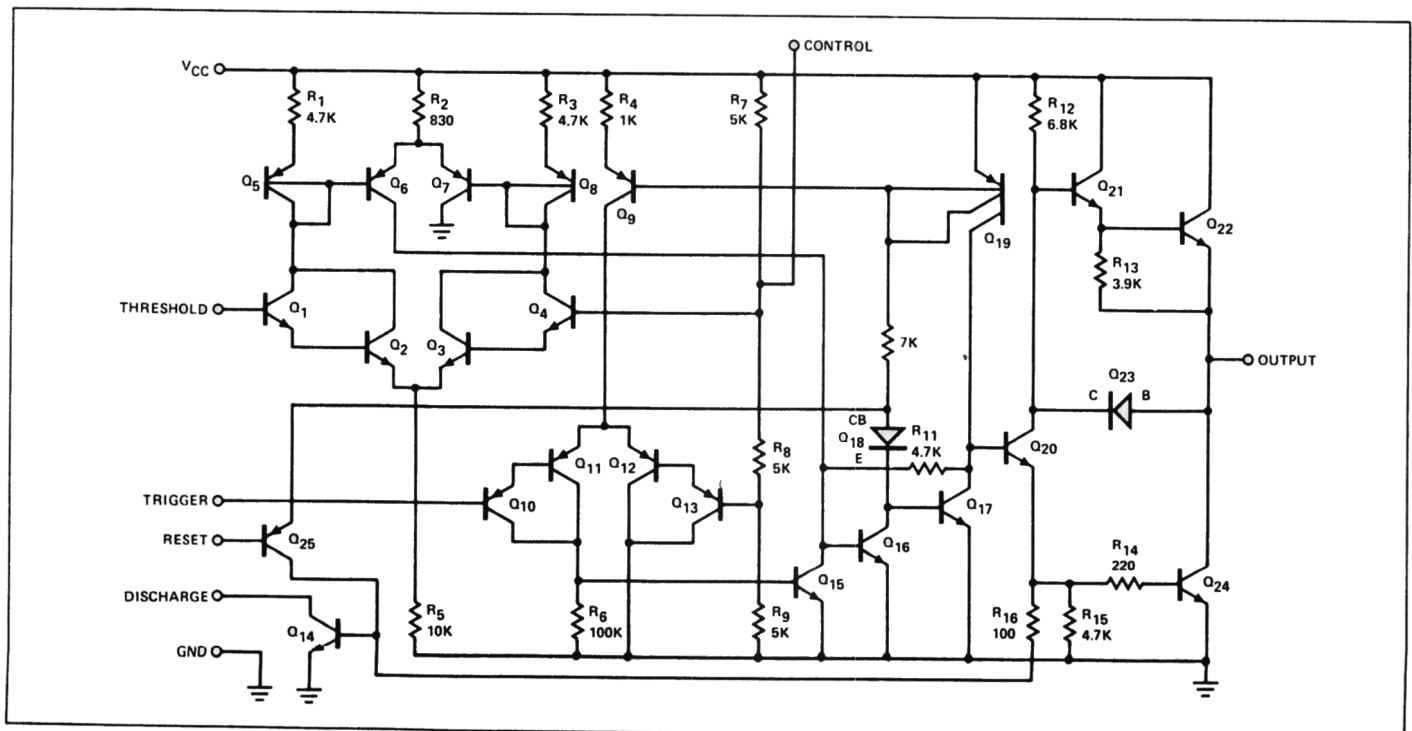 CONTROL
VCC
R1
4.7K
R2
830
R3
4.7K
R4
1K
R7
5K
R12
6.8K
Q5
Q6
Q7
Q8
Q9
Q19
Q21
Q22
R13
3.9K
THRESHOLD
Q1
Q2
Q3
Q4
7K
OUTPUT
Q23
C
B
CB
Q18
E
R11
4.7K
Q20
Q11
Q12
R8
5K
TRIGGER
Q10
Q13
Q17
RESET
Q25
Q16
R14
220
Q15
Q24
DISCHARGE
Q14
R5
10K
R6
100K
R9
5K
R16
100
R15
4.7K
GND